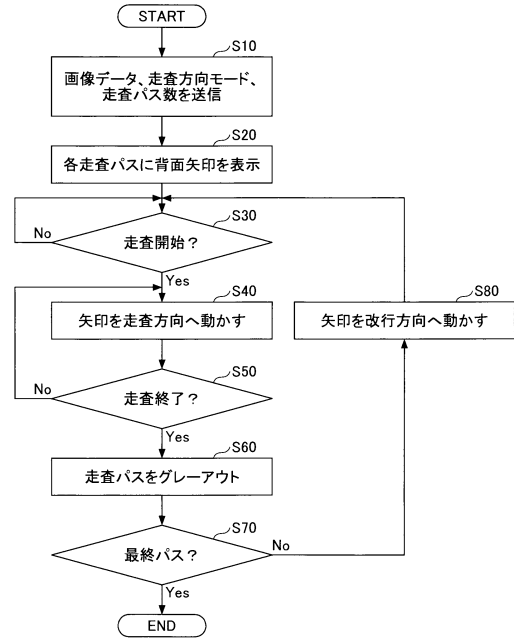 START
S10
画像データ、走査方向モード、
走査パス数を送信
S20
各走査パスに背面矢印を表示
S30
No
走査開始？
Yes
S40
矢印を走査方向へ動かす
S80
矢印を改行方向へ動かす
S50
No
走査終了？
Yes
S60
走査パスをグレーアウト
S70
最終パス？
No
Yes
END